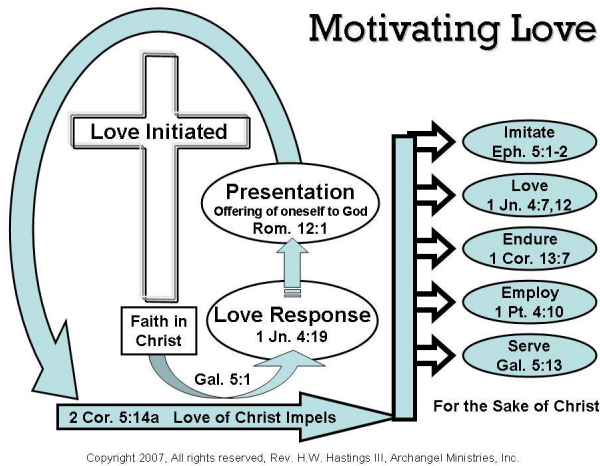 Motivating Love
Love Initiated
Presentation
Offering of oneself to God
Rom. 12:1
Love Response
1 Jn. 4:19
Faith in
Christ
Gal. 5:1
2 Cor. 5:14a Love of Christ Impels
Imitate
Eph. 5:1-2
Love
1 Jn. 4:7,12
Endure
1 Cor. 13:7
Employ
1 Pt. 4:10
Serve
Gal. 5:13
For the Sake of Christ
Copyright 2007, All rights reserved, Rev. H.W. Hastings III, Archangel Ministries, Inc.